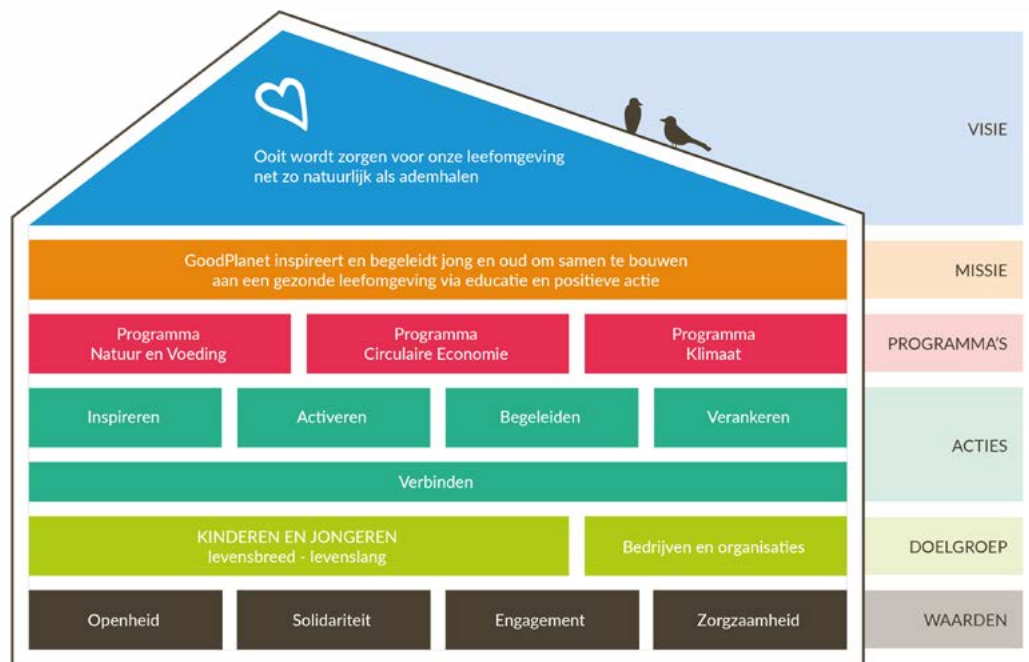 Ooit wordt zorgen voor onze leefomgeving
net zo natuurlijk als ademhalen
VISIE
GoodPlanet inspireert en begeleidt jong en oud om samen te bouwen
aan een gezonde leefomgeving via educatie en positieve actie
MISSIE
Programma
Natuur en Voeding
Programma
Circulaire Economie
Programma
Klimaat
PROGRAMMA'S
Inspireren
Activeren
Begeleiden
Verankeren
Verbinden
ACTIES
KINDEREN EN JONGEREN
levensbreed - levenslang
Bedrijven en organisaties
DOELGROEP
Openheid
Solidariteit
Engagement
Zorgzaamheid
WAARDEN